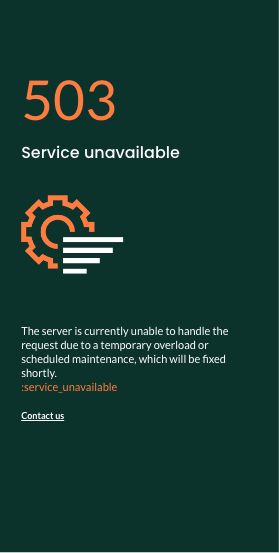 503
Service unavailable
The server is currently unable to handle the
request due to a temporary overload or
scheduled maintenance, which will be fixed
shortly.
:service_unavailable
Contact us